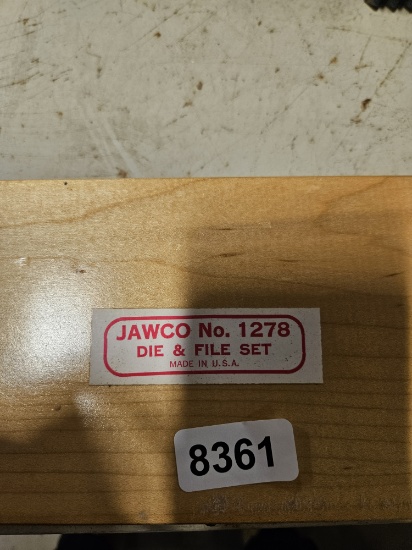 JAWCO No. 1278
DIE & FILE SET
MADE IN U.S.A.
8361